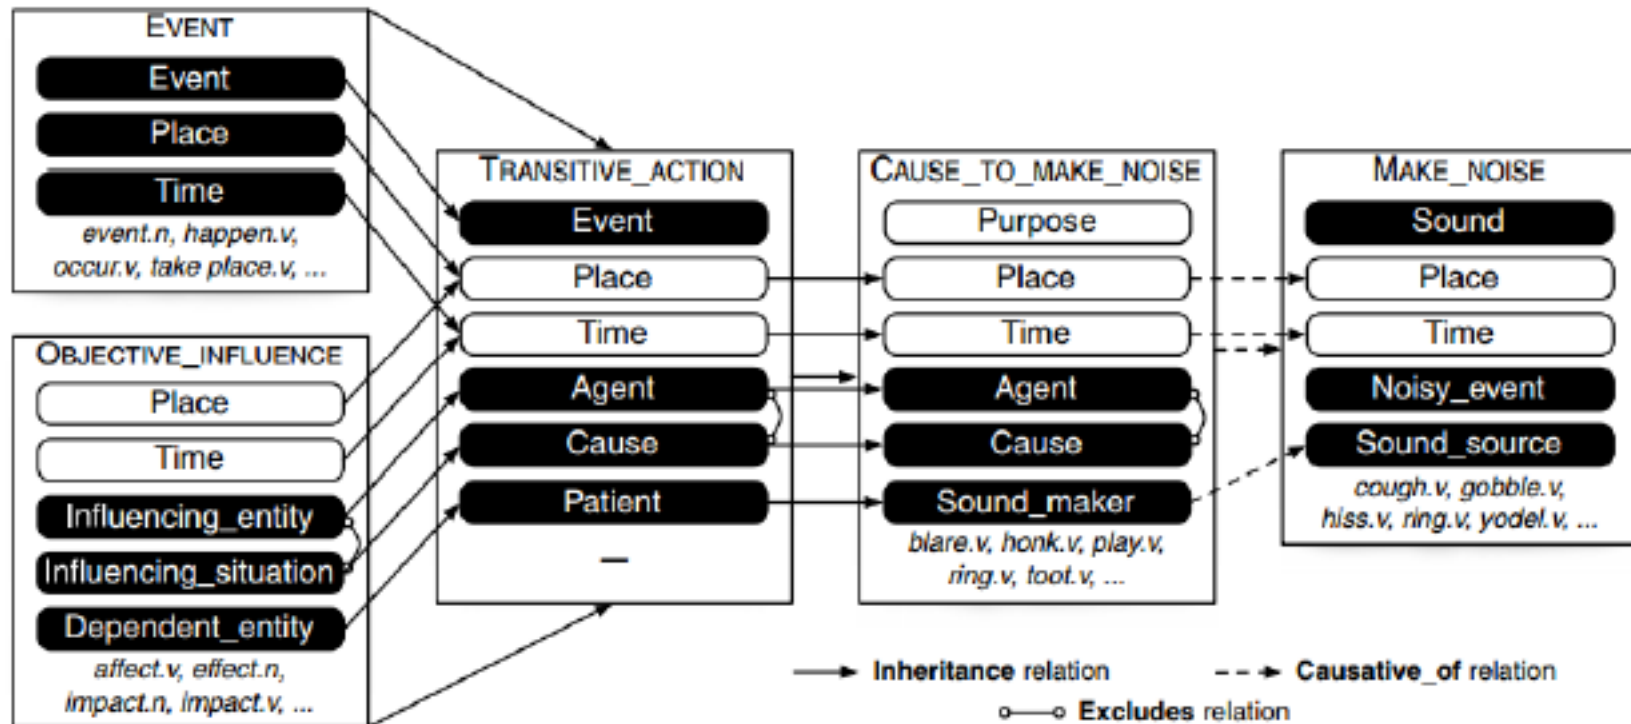 EVENT
Event
Place
Time
event.n, happen.v,
occur.v, take place.v, ...
OBJECTIVE_INFLUENCE
Place
Time
Influencing_entity
Influencing_situation
Dependent_entity
affect.v, effect.n,
impact.n, impact.v, ...
TRANSITIVE_ACTION
Event
Place
Time
Agent
Cause
Patient
—
CAUSE_TO_MAKE_NOISE
Purpose
Place
Time
Agent
Cause
Sound_maker
blare.v, honk.v, play.v,
ring.v, toot.v, ...
MAKE_NOISE
Sound
Place
Time
Noisy_event
Sound_source
cough.v, gobble.v,
hiss.v, ring.v, yodel.v, ...
Inheritance relation
Causative_of relation
Excludes relation